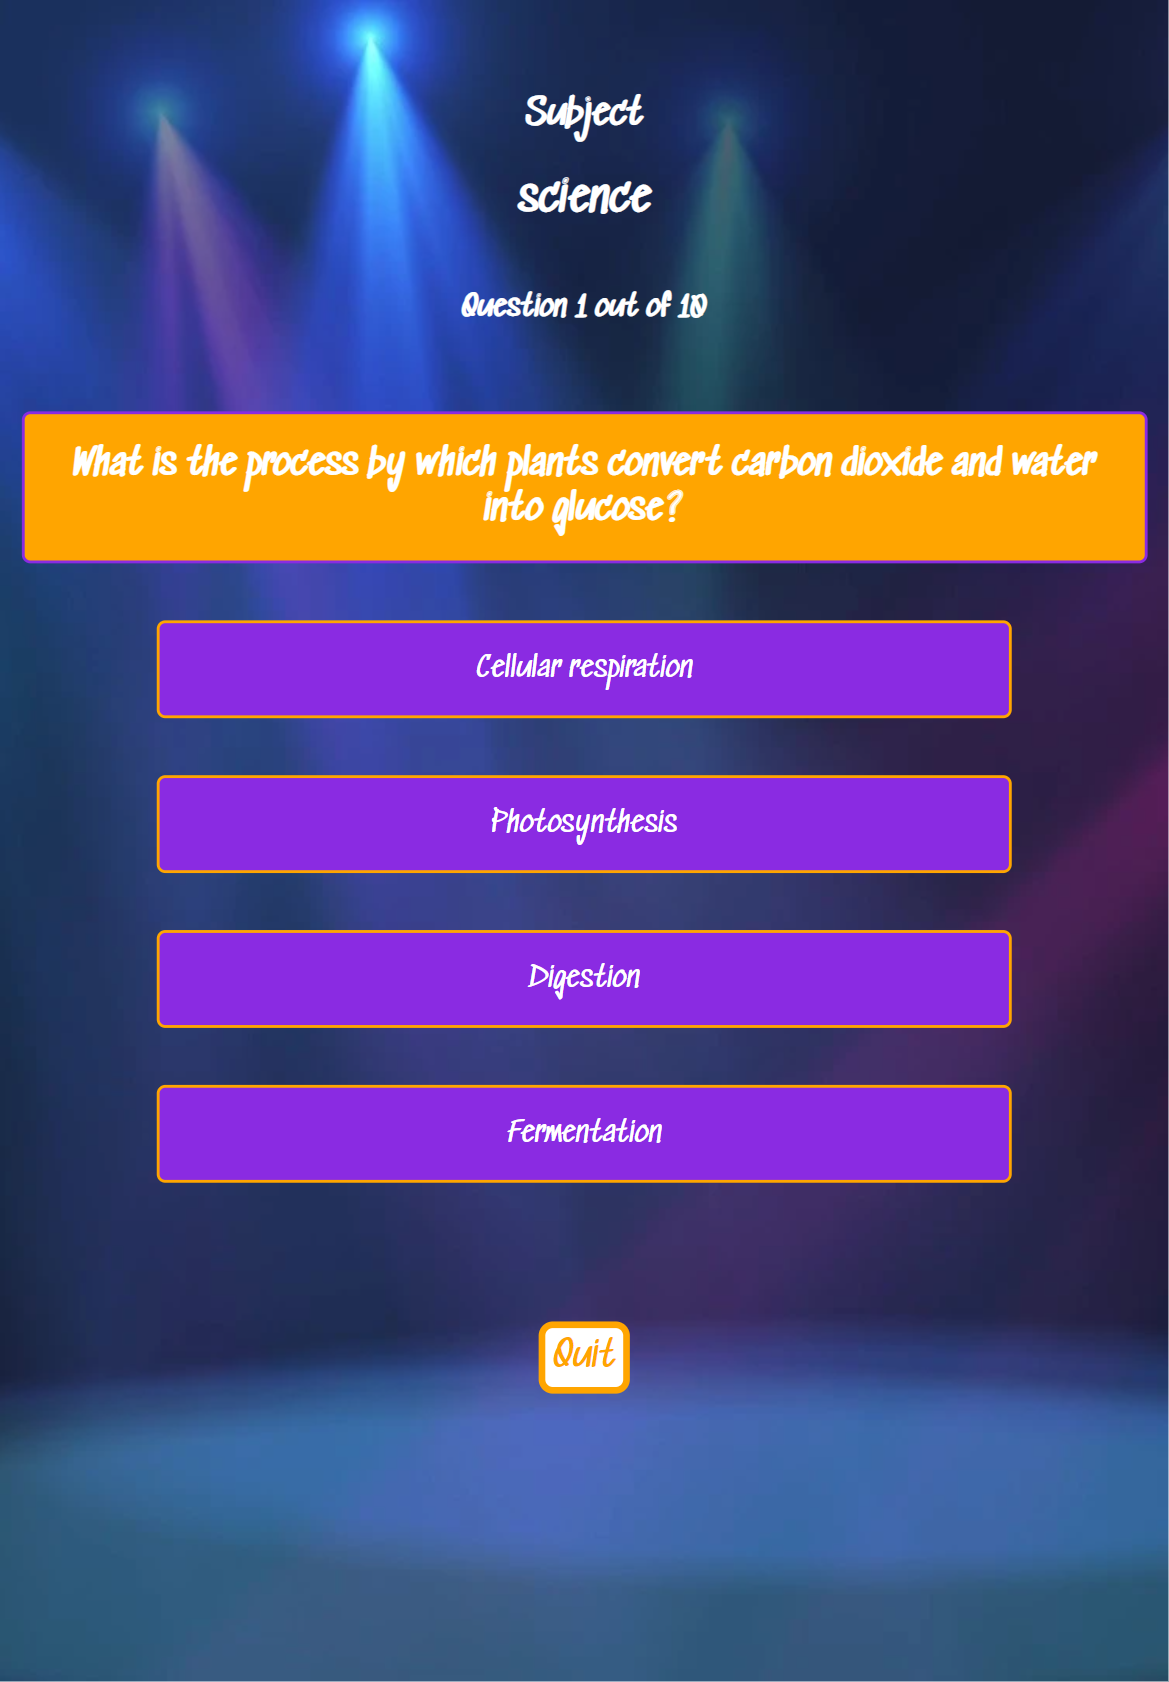 Subject
science
Question 1 out of 10
What is the process by which plants convert carbon dioxide and water
into glucose?
Cellular respiration
Photosynthesis
Digestion
Fermentation
Quit